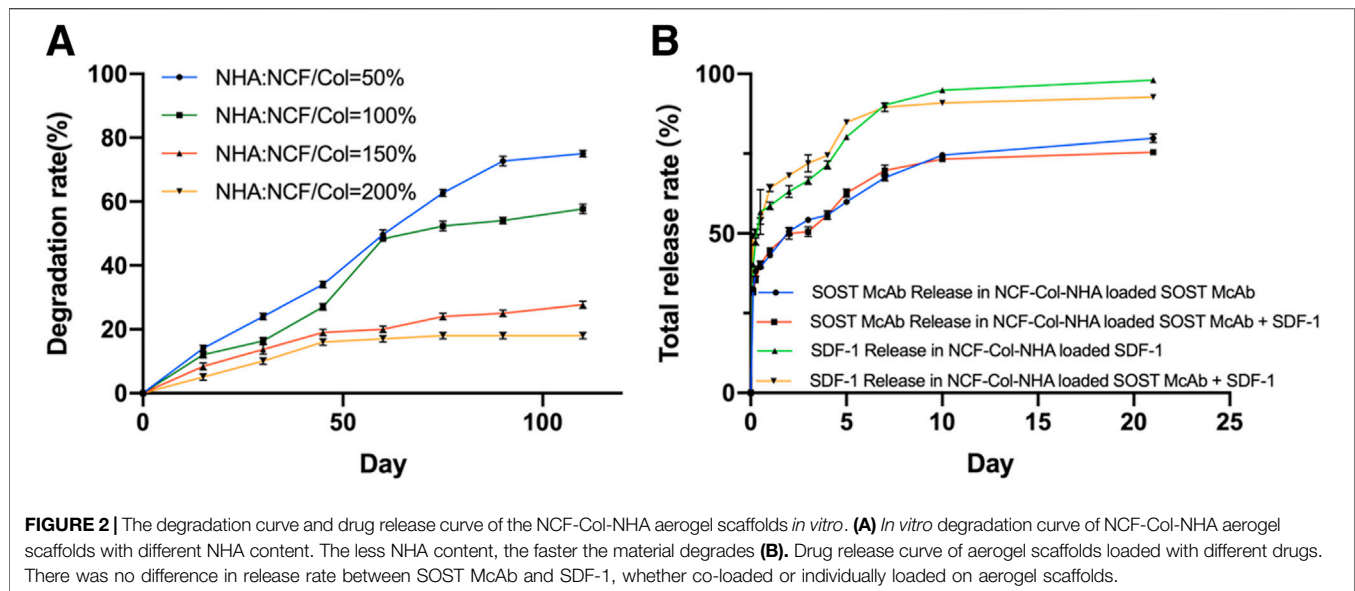 A
B
100
80
60
40
20
0
Degradation rate(%)
NHA:NCF/Col=50%
NHA:NCF/Col=100%
NHA:NCF/Col=150%
NHA:NCF/Col=200%
0 50 100
Day
100
50
0
Total release rate (%)
SOST McAb Release in NCF-Col-NHA loaded SOST McAb
SOST McAb Release in NCF-Col-NHA loaded SOST McAb + SDF-1
SDF-1 Release in NCF-Col-NHA loaded SDF-1
SDF-1 Release in NCF-Col-NHA loaded SOST McAb + SDF-1
0 5 10 15 20 25
Day
FIGURE 2 | The degradation curve and drug release curve of the NCF-Col-NHA aerogel scaffolds in vitro. (A) In vitro degradation curve of NCF-Col-NHA aerogel
scaffolds with different NHA content. The less NHA content, the faster the material degrades (B). Drug release curve of aerogel scaffolds loaded with different drugs.
There was no difference in release rate between SOST McAb and SDF-1, whether co-loaded or individually loaded on aerogel scaffolds.